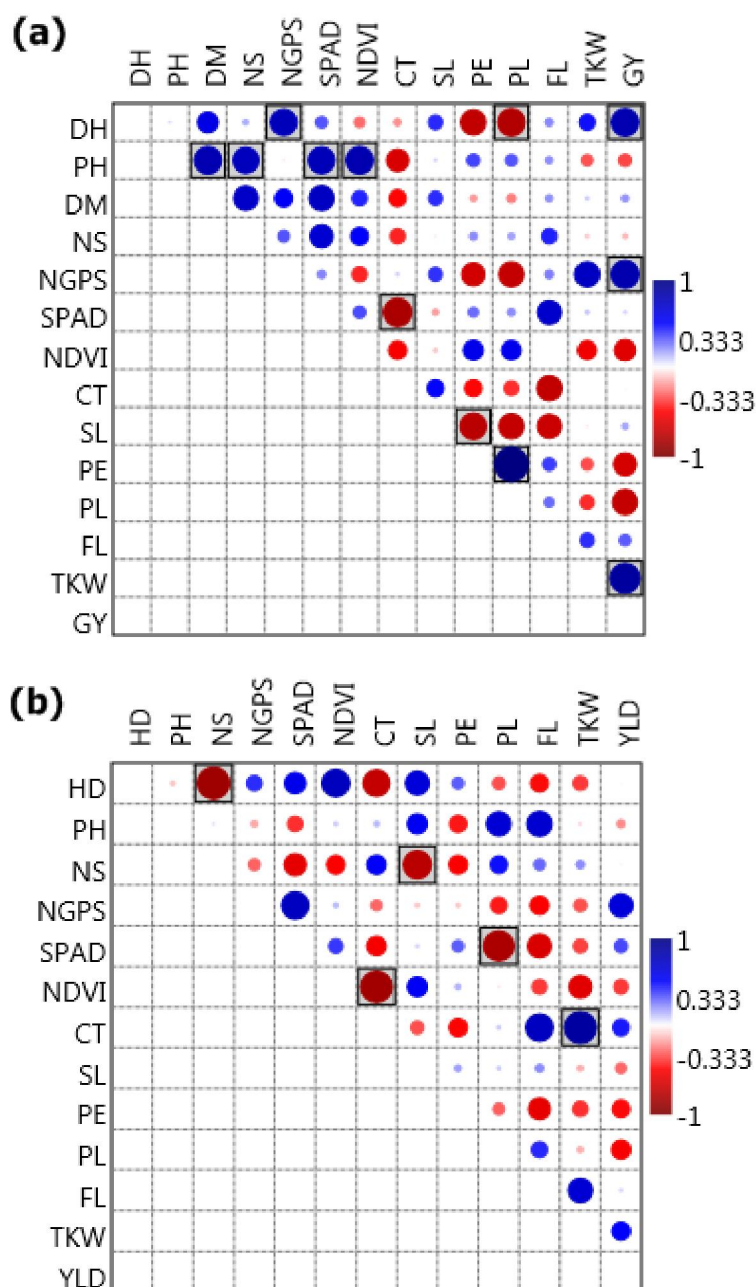 (a)
DH PH DM NS NGPS SPAD NDVI CT SL PE PL FL TKW GY
DH
PH
DM
NS
NGPS
SPAD
NDVI
CT
SL
PE
PL
FL
TKW
GY
1
0.333
-0.333
-1
(b)
HD PH NS NGPS SPAD NDVI CT SL PE PL FL TKW YLD
HD
PH
NS
NGPS
SPAD
NDVI
CT
SL
PE
PL
FL
TKW
YLD
1
0.333
-0.333
-1